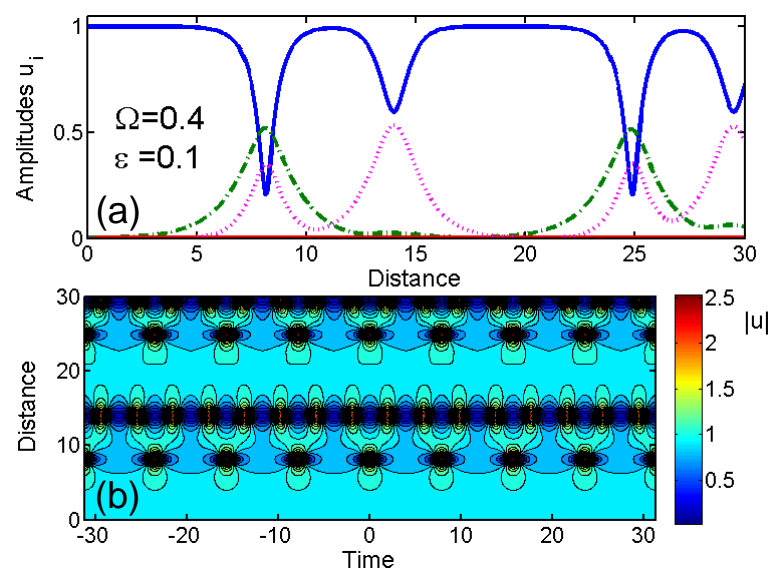 1
0.5
0
Amplitudes u_i
Ω=0.4
ε =0.1
(a)
0 5 10 15 20 25 30
Distance
30
20
10
0
Distance
(b)
-30 -20 -10 0 10 20 30
Time
2.5
2
1.5
1
0.5
|u|